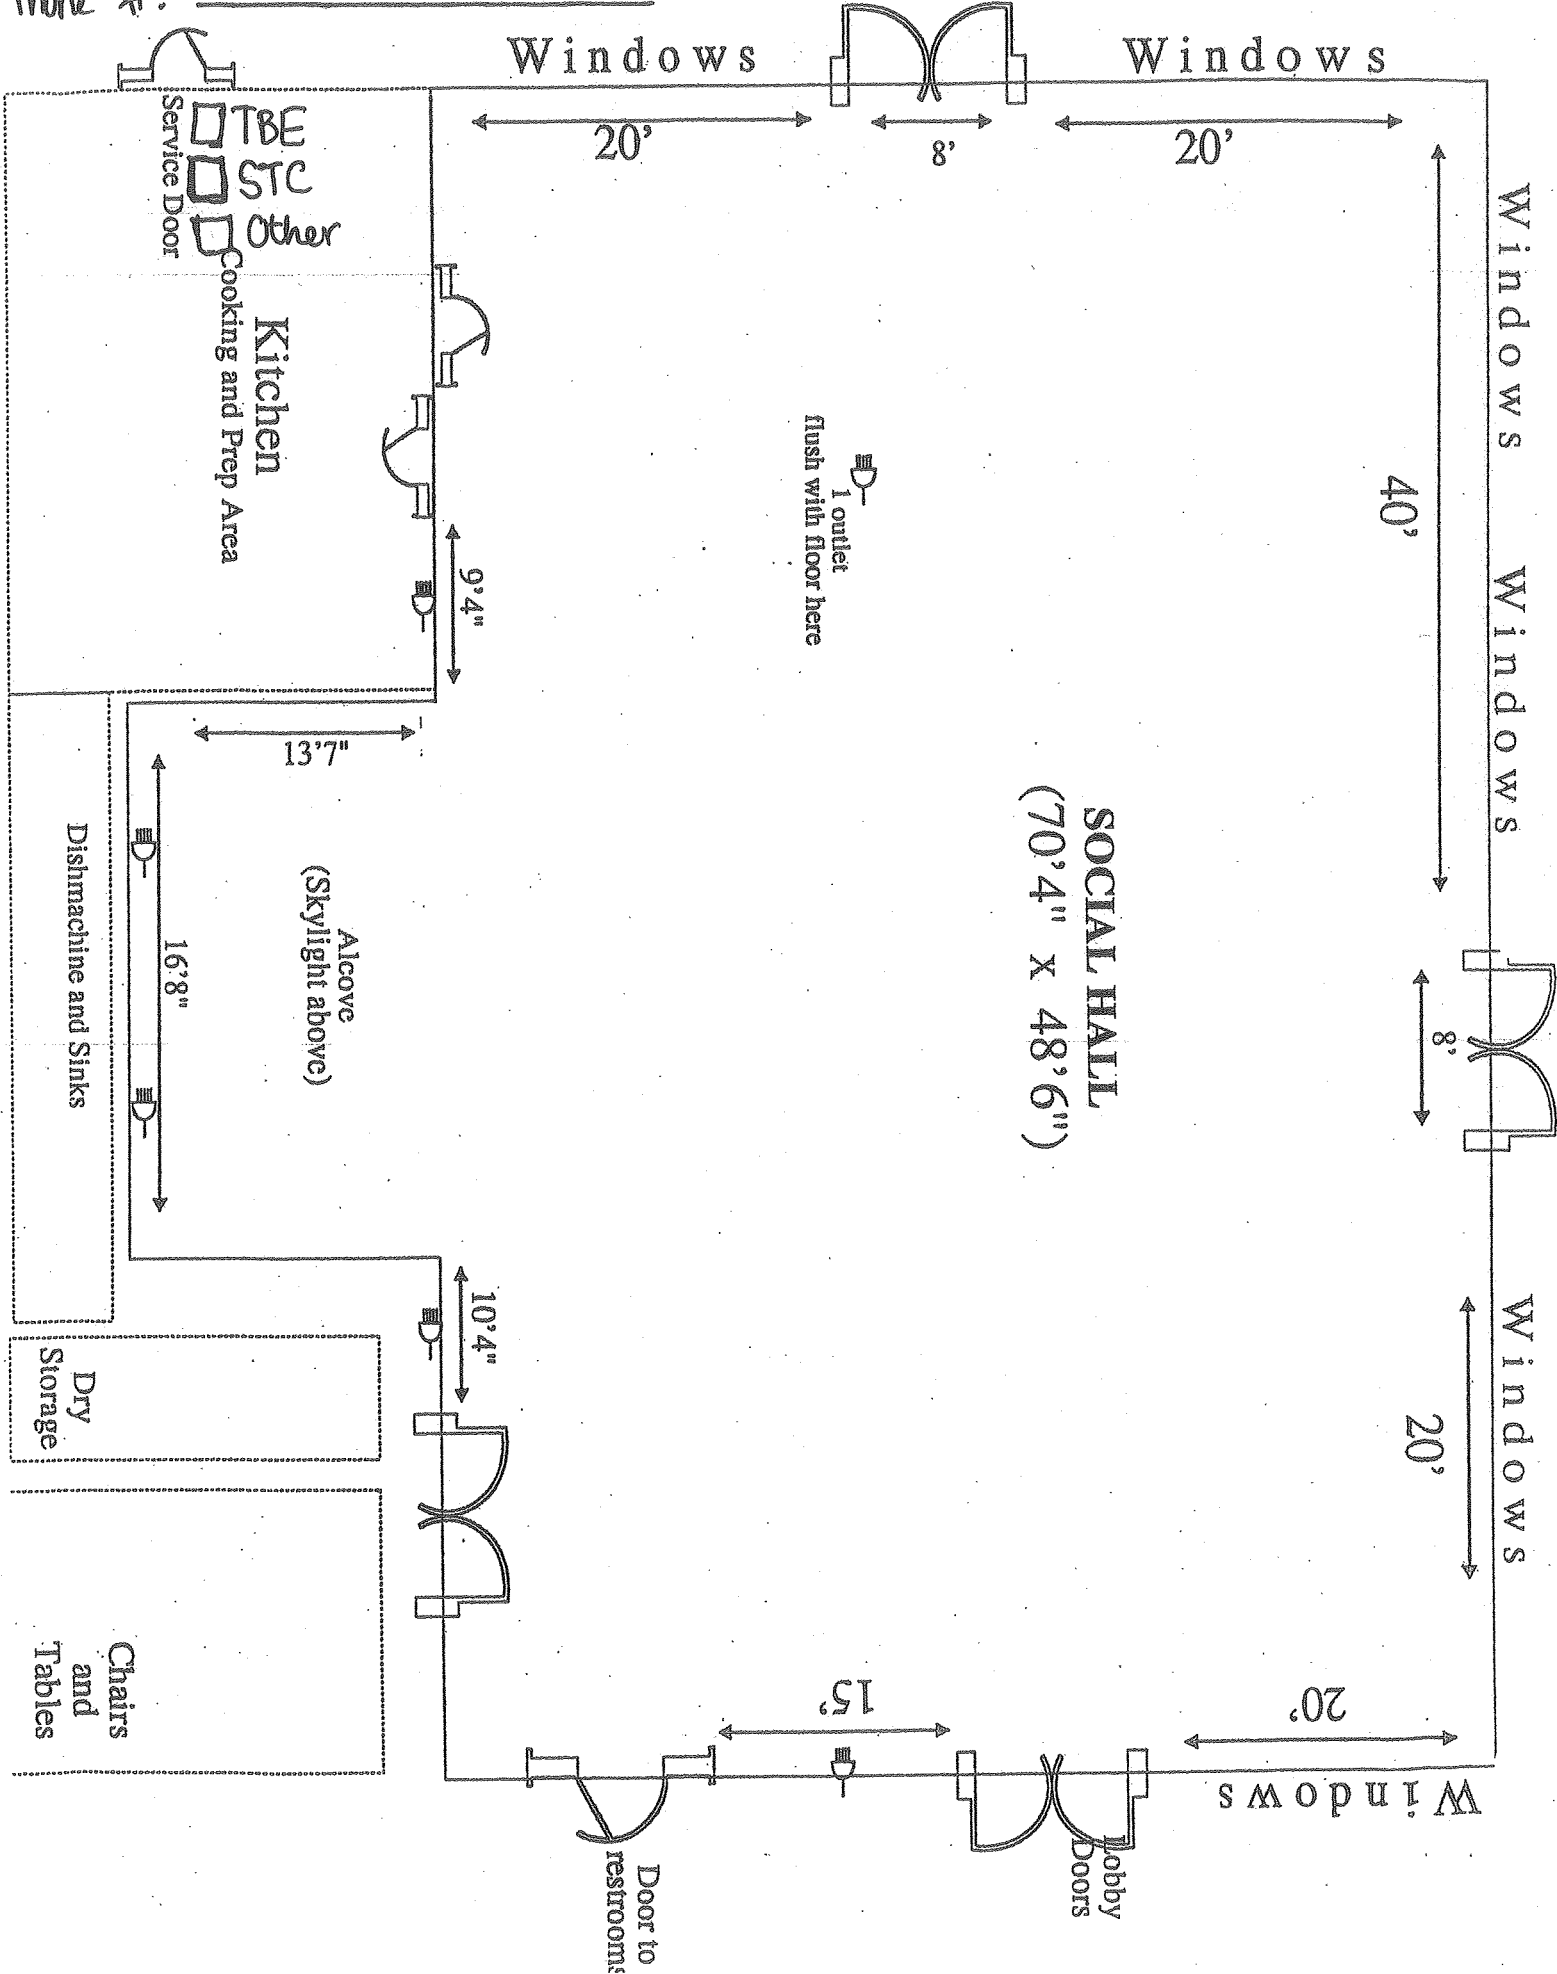 Phone #:
Windows
Windows
20'
8'
20'
TBE
STC
Other
Service Door
Kitchen
Cooking and Prep Area
Windows
Windows
40'
1 outlet
flush with floor here
9'4"
13'7"
SOCIAL HALL
(70'4" x 48'6")
Alcove
(Skylight above)
16'8"
Dishmachine and Sinks
8'
10'4"
Windows
20'
Dry
Storage
Chairs
and
Tables
15'
20'
Windows
Lobby
Doors
Door to
restrooms